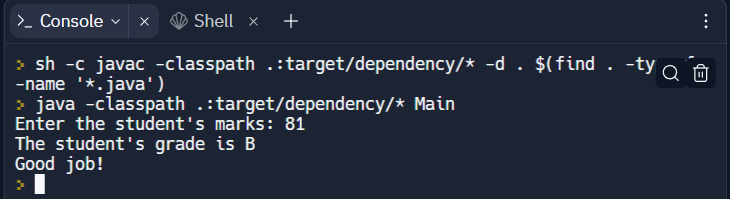 Console
Shell
sh -c javac -classpath .:target/dependency/* -d . $(find . -ty
-name '*.java')
java -classpath .:target/dependency/* Main
Enter the student's marks: 81
The student's grade is B
Good job!